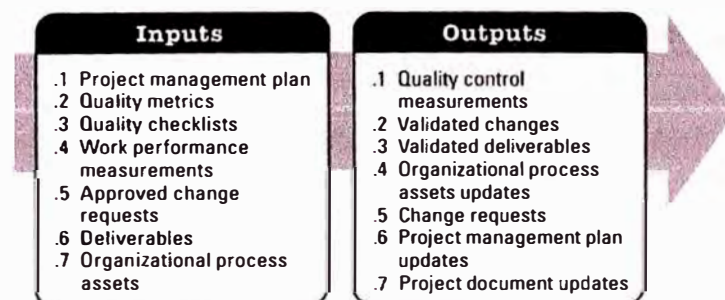 Inputs
.1 Project management plan
.2 Quality metrics
.3 Quality checklists
.4 Work performance
measurements
.5 Approved change
requests
.6 Deliverables
.7 Organizational process
assets
Outputs
.1 Quality control
measurements
.2 Validated changes
.3 Validated deliverables
.4 Organizational process
assets updates
.5 Change requests
.6 Project management plan
updates
.7 Project document updates